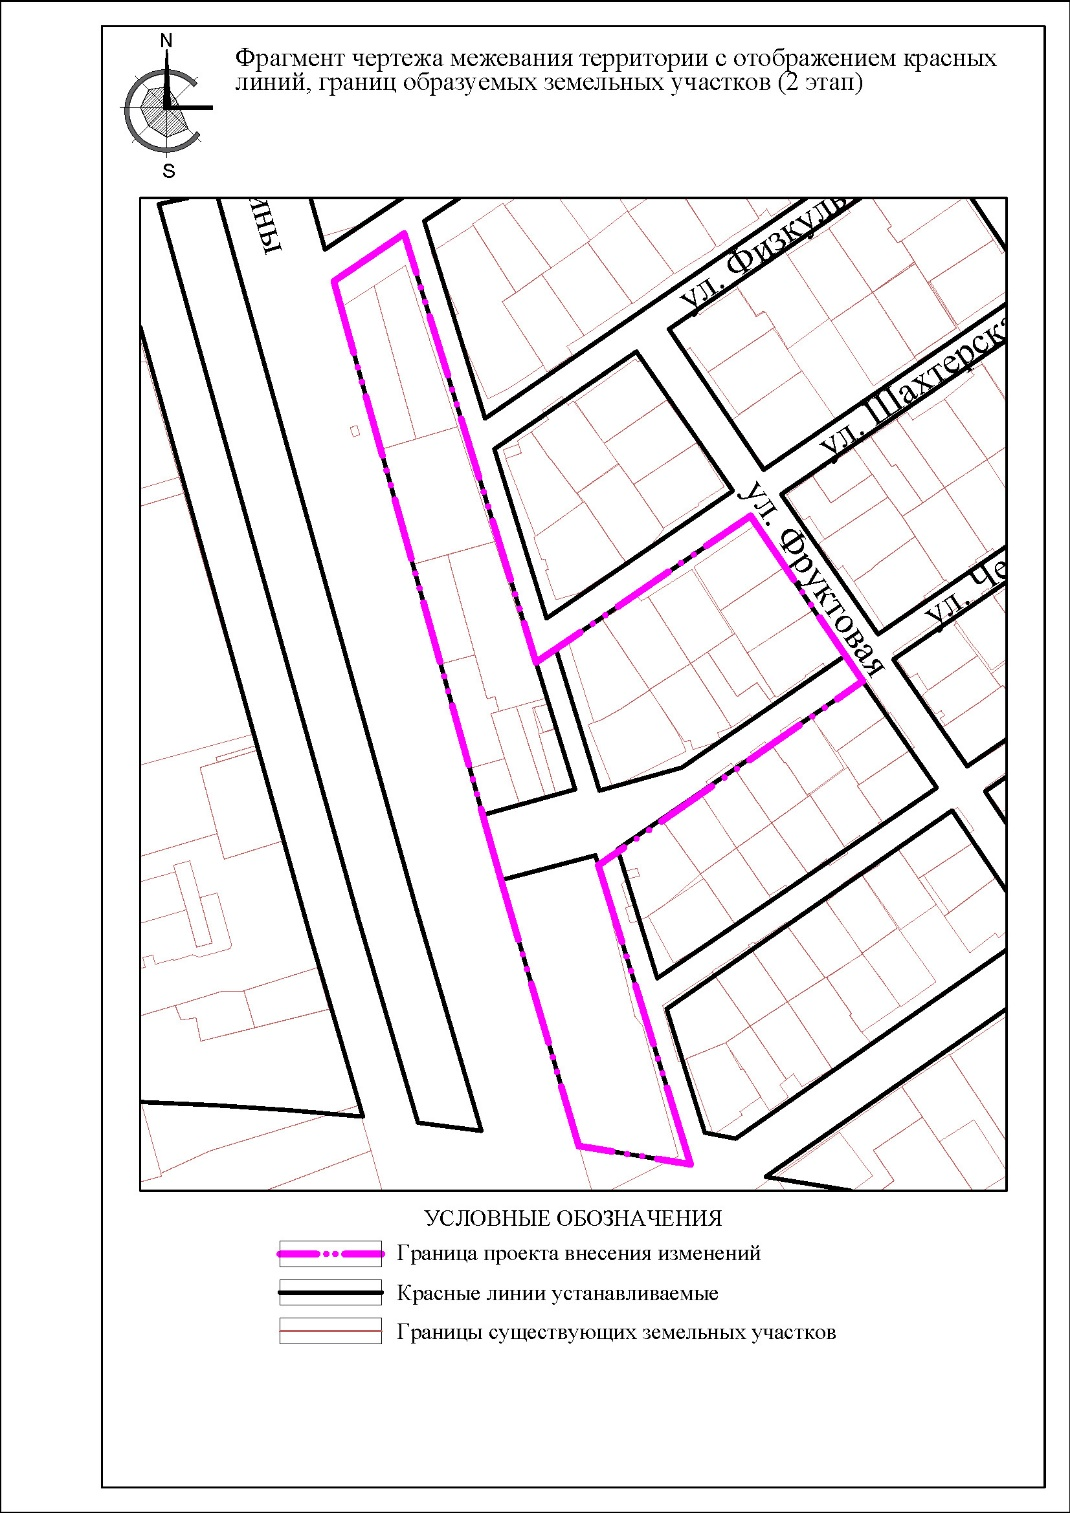 N
Фрагмент чертежа межевания территории с отображением красных
линий, границ образуемых земельных участков (2 этап)
S
ины
ул. Физкуль
ул. Шахтерска
ул. Фруктовая
ул. Че
УСЛОВНЫЕ ОБОЗНАЧЕНИЯ
Граница проекта внесения изменений
Красные линии устанавливаемые
Границы существующих земельных участков